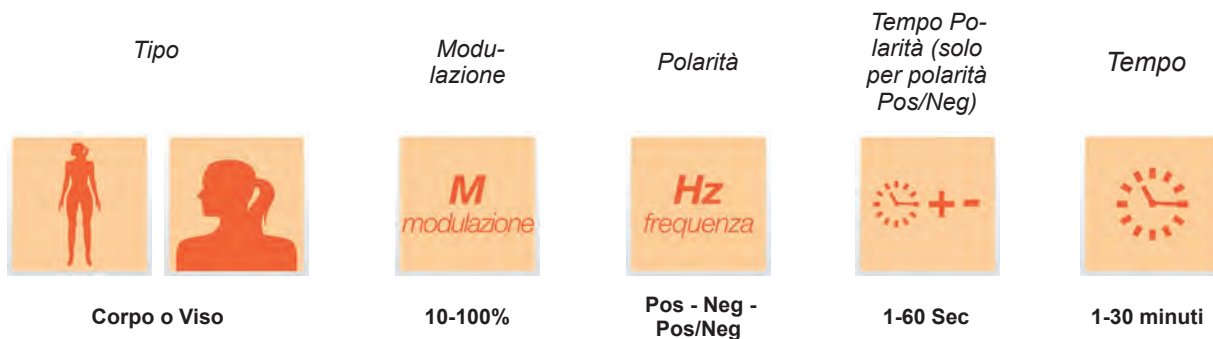 Tipo
Modu-
lazione
Polarità
Tempo Po-
larità (solo
per polarità
Pos/Neg)
Tempo
M
modulazione
Hz
frequenza
+ -
Corpo o Viso
10-100%
Pos - Neg -
Pos/Neg
1-60 Sec
1-30 minuti